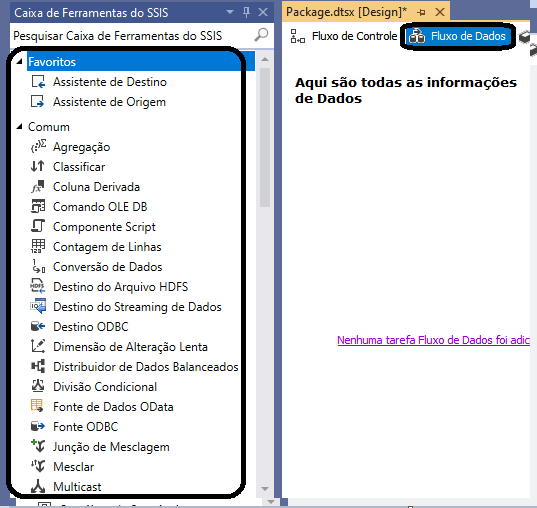 Caixa de Ferramentas do SSIS
Pesquisar Caixa de Ferramentas do SSIS
Favoritos
Assistente de Destino
Assistente de Origem
Comum
Agregação
Classificar
Coluna Derivada
Comando OLE DB
Componente Script
Contagem de Linhas
Conversão de Dados
Destino do Arquivo HDFS
Destino do Streaming de Dados
Destino ODBC
Dimensão de Alteração Lenta
Distribuidor de Dados Balanceados
Divisão Condicional
Fonte de Dados OData
Fonte ODBC
Junção de Mesclagem
Mesclar
Multicast
Package.dtsx [Design]*
Fluxo de Controle
Fluxo de Dados
Aqui são todas as informações
de Dados
Nenhuma tarefa Fluxo de Dados foi adic